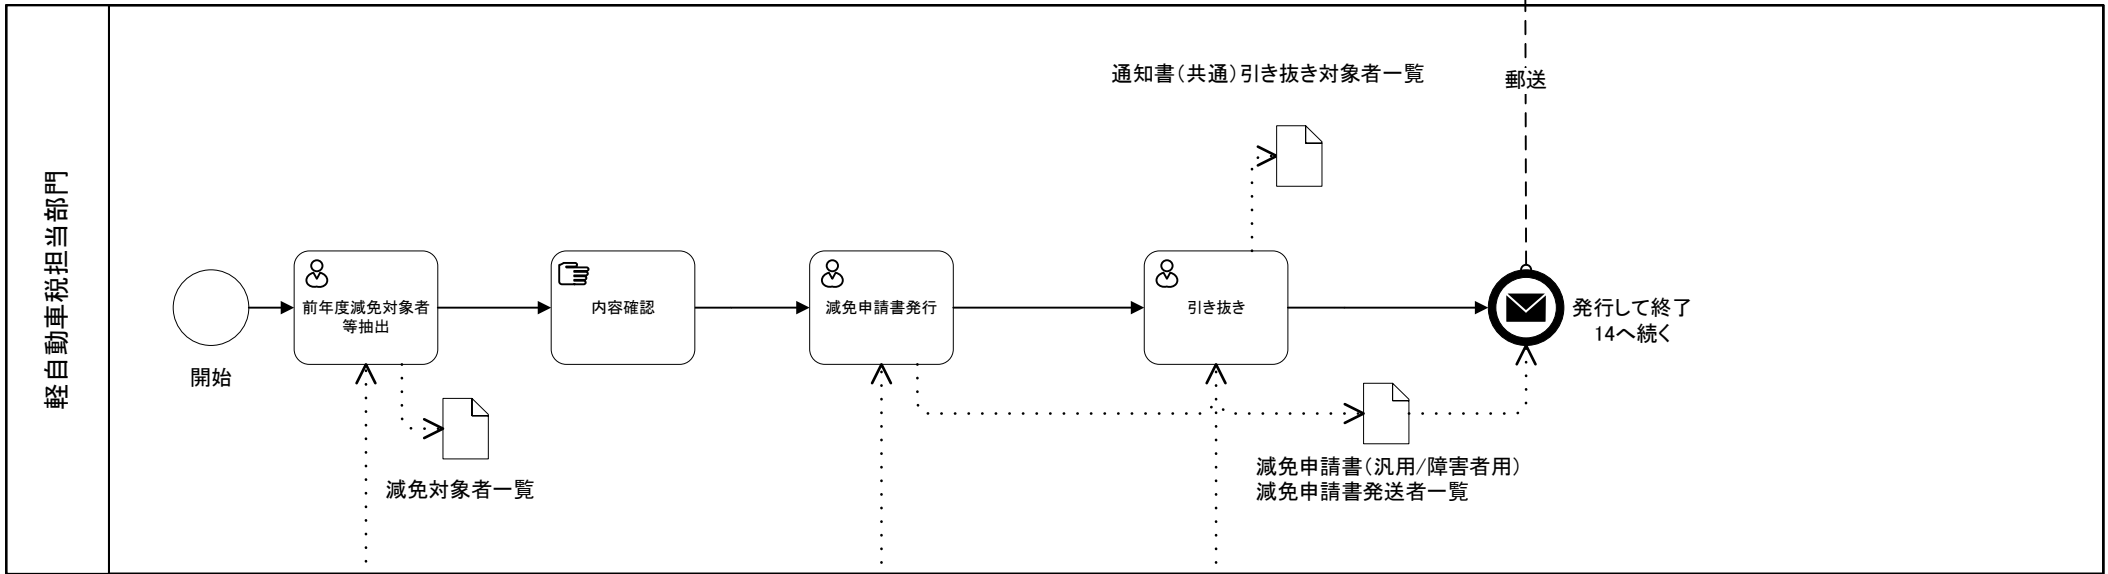 軽自動車税担当部門
通知書（共通）引き抜き対象者一覧
郵送
開始
前年度減免対象者
等抽出
内容確認
減免申請書発行
引き抜き
発行して終了
14へ続く
減免対象者一覧
減免申請書（汎用/障害者用）
減免申請書発送者一覧